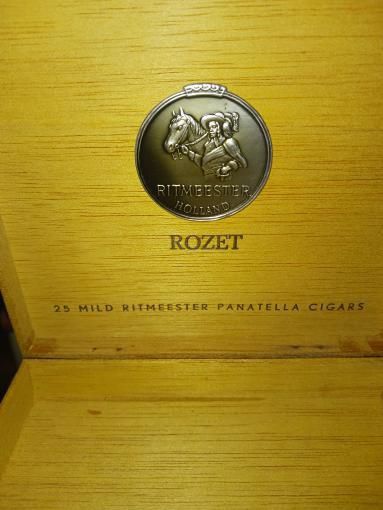 RITMEESTER
HOLLAND
ROZET
25 MILD RITMEESTER PANATELLA CIGARS